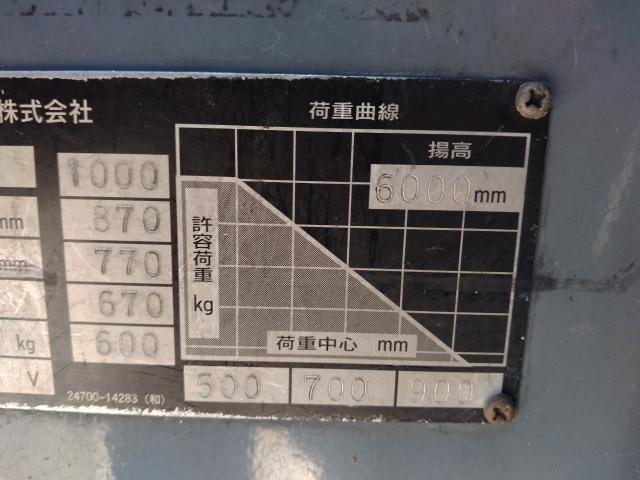 株式会社
荷重曲線
揚高
6000mm
1000
mm 870
mm 770
670
kg 600
V
許容荷重
kg
荷重中心 mm
500 700 900
24700-14283 (和)